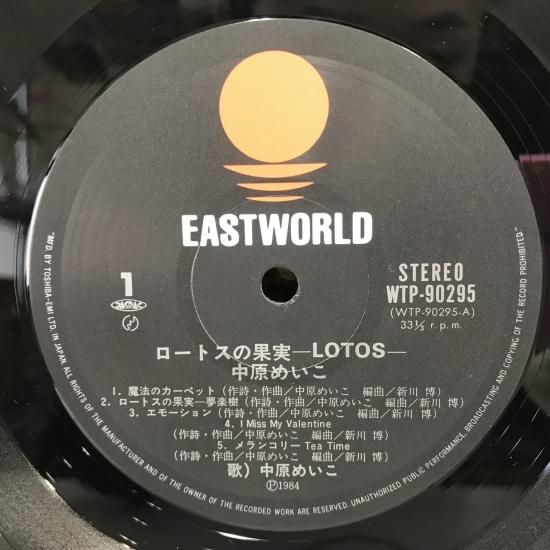 EASTWORLD
1
STEREO
WTP-90295
(WTP-90295-A)
33⅓ r.p.m.
ロートスの果実—LOTOS—
中原めいこ
1. 魔法のカーペット(作詩・作曲/中原めいこ 編曲/新川 博)
2. ロートスの果実—夢楽樹(作詩・作曲/中原めいこ 編曲/新川 博)
3. エモーション(作詩・作曲/中原めいこ 編曲/新川 博)
4. I Miss My Valentine
(作詩・作曲/中原めいこ 編曲/新川 博)
5. メランコリー Tea Time
(作詩・作曲/中原めいこ 編曲/新川 博)
歌)中原めいこ
Ⓟ1984
"MF'D. BY TOSHIBA-EMI LTD. IN JAPAN. ALL RIGHTS OF THE MANUFACTURER AND OF THE OWNER OF THE RECORDED WORK ARE RESERVED. UNAUTHORIZED PUBLIC PERFORMANCE, BROADCASTING AND COPYING OF THE RECORD PROHIBITED"